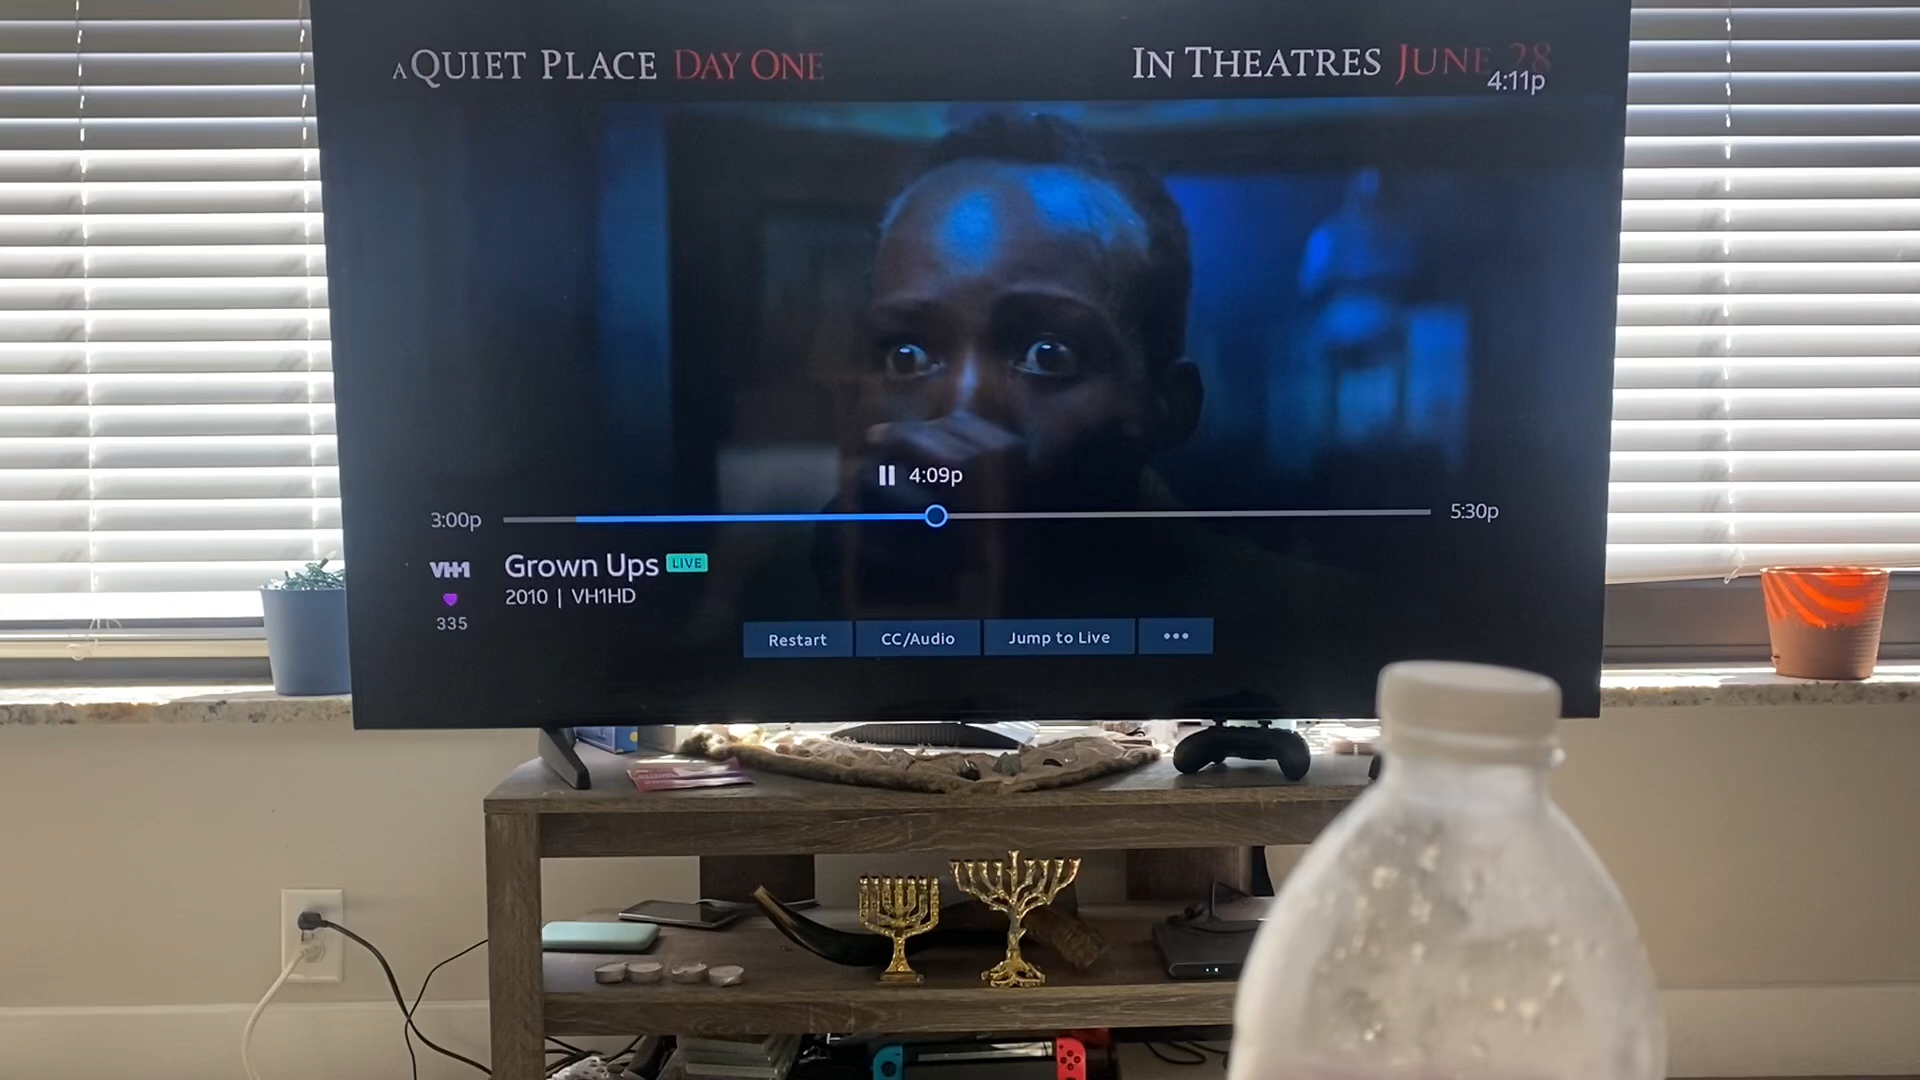 A QUIET PLACE DAY ONE
IN THEATRES JUNE 28
4:11p
4:09p
3:00p
5:30p
VH1
335
Grown Ups LIVE
2010 | VH1HD
Restart
CC/Audio
Jump to Live